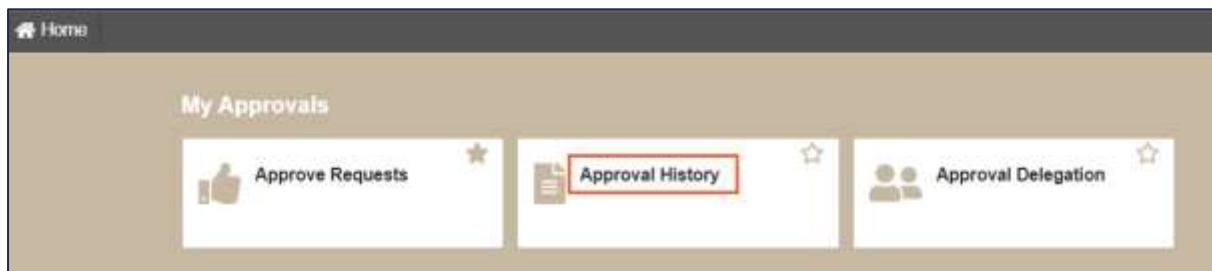 Home
My Approvals
Approve Requests
Approval History
Approval Delegation